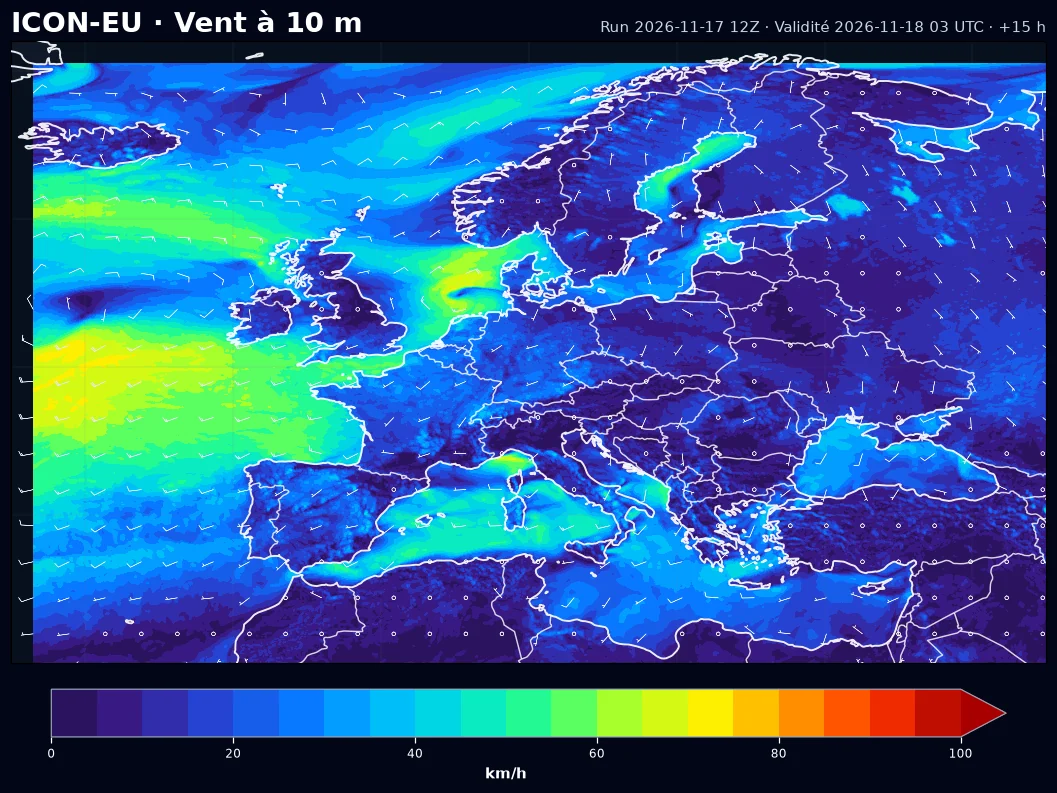 ICON-EU · Vent à 10 m
Run 2026-11-17 12Z · Validité 2026-11-18 03 UTC · +15 h
0 20 40 60 80 100
km/h